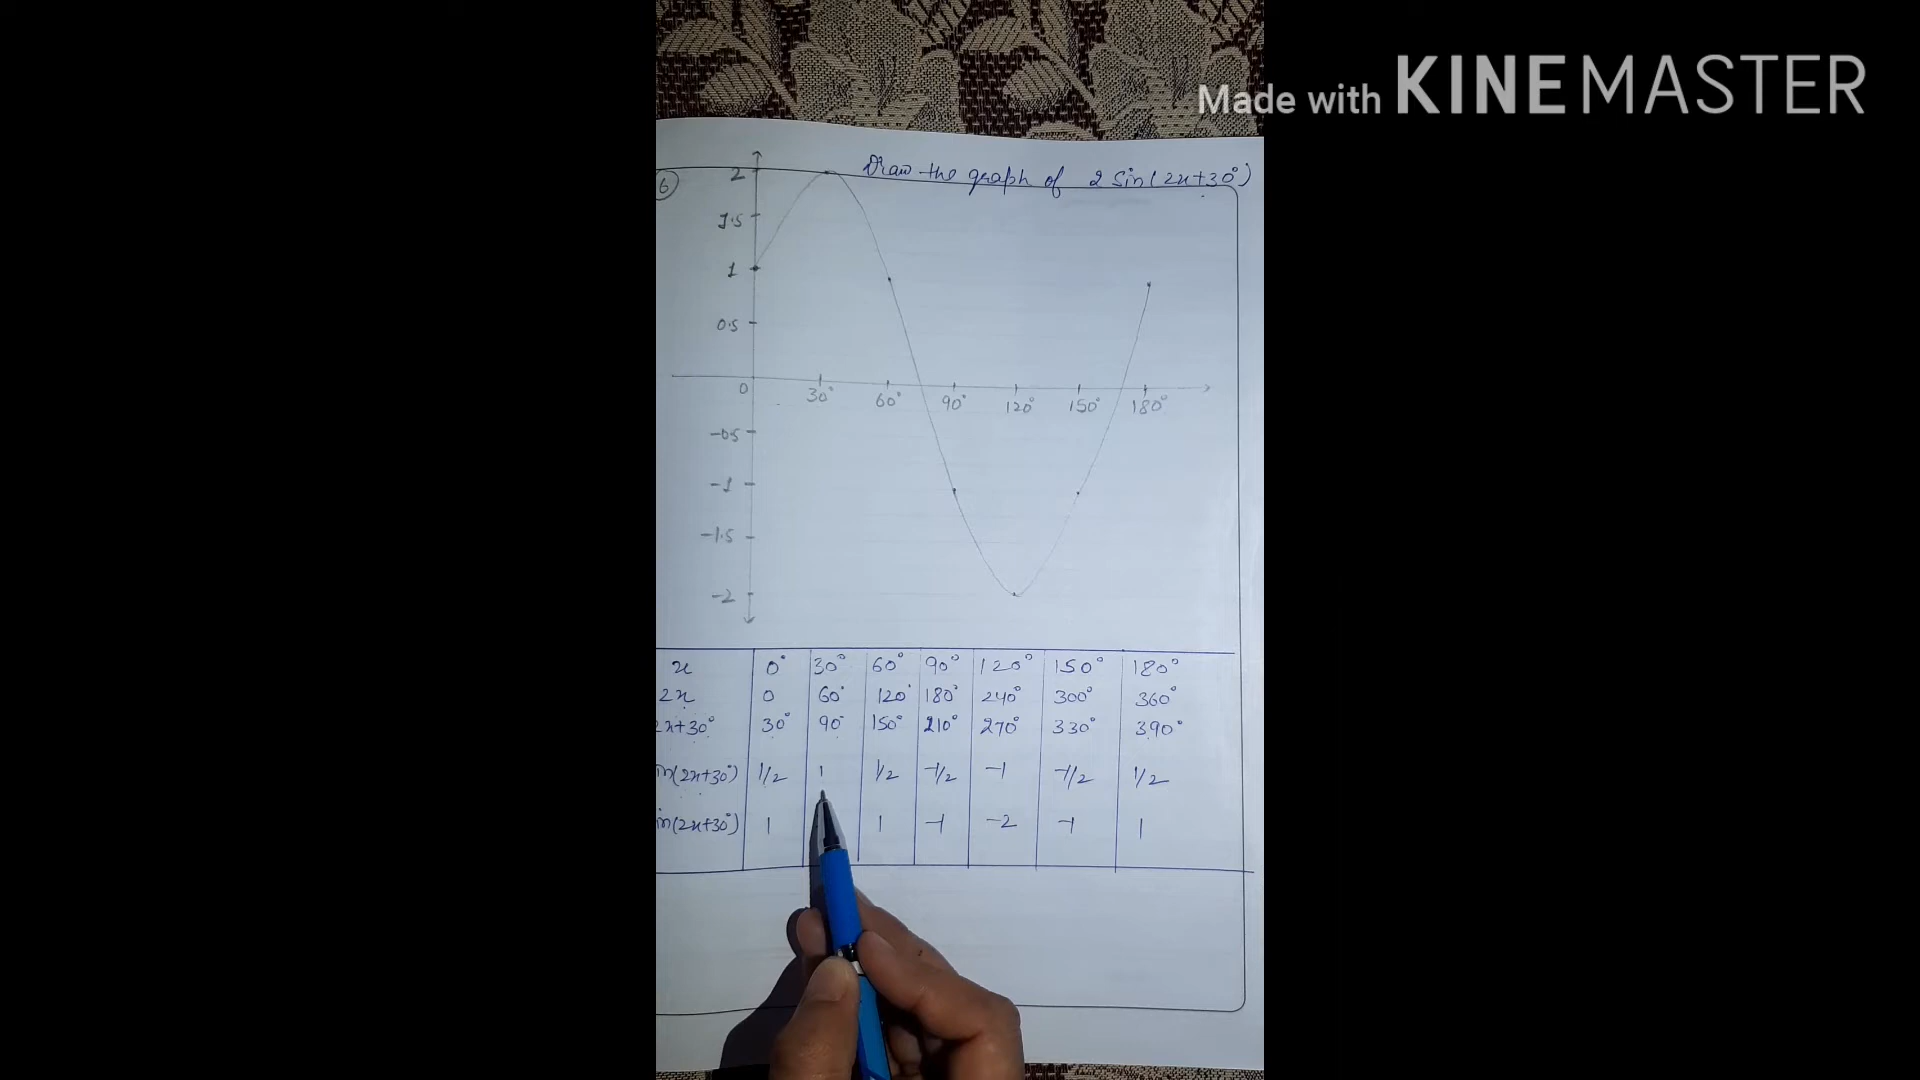 Made with KINEMASTER
Draw the graph of 2 Sin(2x+30°)
6
2
1.5
1
0.5
0
30° 60° 90° 120° 150° 180°
-0.5
-1
-1.5
-2
x 0° 30° 60° 90° 120° 150° 180°
2x 0 60° 120° 180° 240° 300° 360°
2x+30° 30° 90° 150° 210° 270° 330° 390°
in(2x+30°) 1/2 1 1/2 -1/2 -1 -1/2 1/2
in(2x+30°) 1 1 -1 -2 -1 1